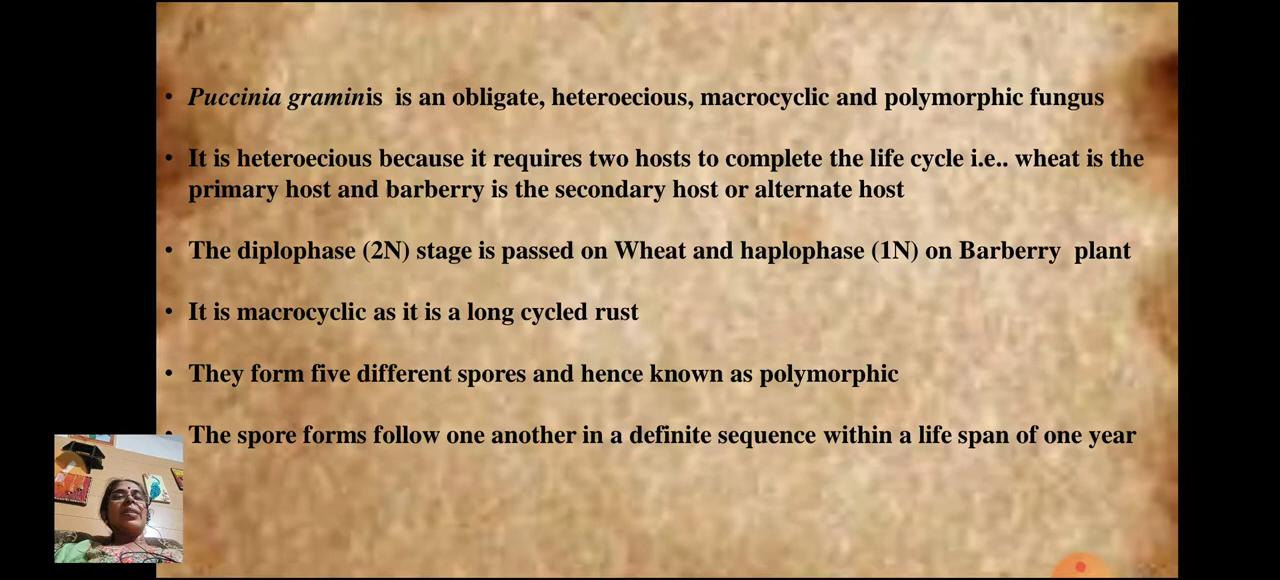 • Puccinia graminis is an obligate, heteroecious, macrocyclic and polymorphic fungus
• It is heteroecious because it requires two hosts to complete the life cycle i.e.. wheat is the
primary host and barberry is the secondary host or alternate host
• The diplophase (2N) stage is passed on Wheat and haplophase (1N) on Barberry plant
• It is macrocyclic as it is a long cycled rust
• They form five different spores and hence known as polymorphic
• The spore forms follow one another in a definite sequence within a life span of one year